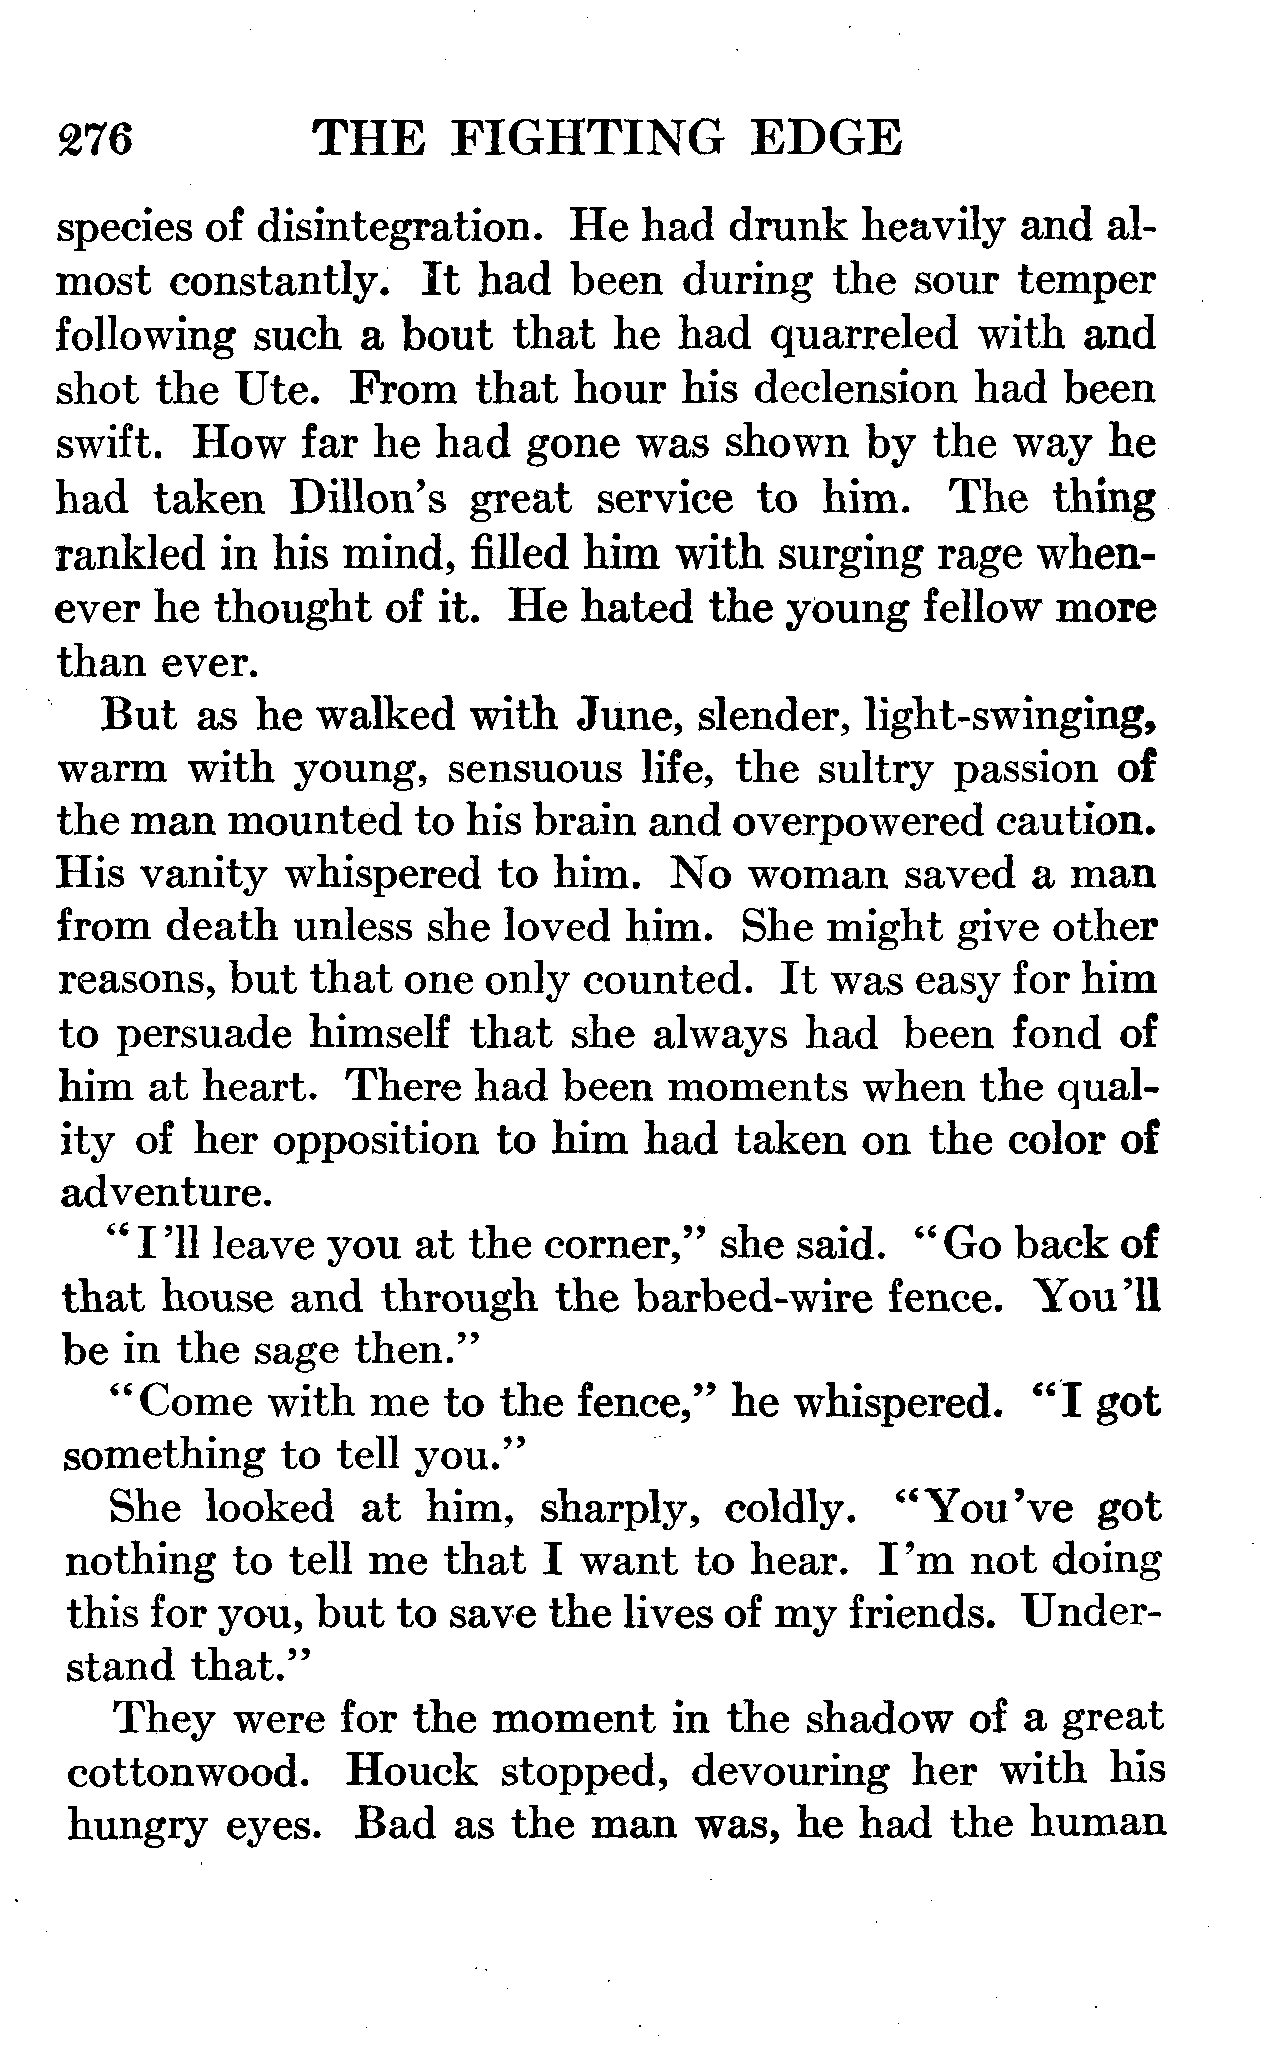 276 THE FIGHTING EDGE
species of disintegration. He had drunk heavily and al-
most constantly. It had been during the sour temper
following such a bout that he had quarreled with and
shot the Ute. From that hour his declension had been
swift. How far he had gone was shown by the way he
had taken Dillon's great service to him. The thing
rankled in his mind, filled him with surging rage when-
ever he thought of it. He hated the young fellow more
than ever.
But as he walked with June, slender, light-swinging,
warm with young, sensuous life, the sultry passion of
the man mounted to his brain and overpowered caution.
His vanity whispered to him. No woman saved a man
from death unless she loved him. She might give other
reasons, but that one only counted. It was easy for him
to persuade himself that she always had been fond of
him at heart. There had been moments when the qual-
ity of her opposition to him had taken on the color of
adventure.
"I'll leave you at the corner," she said. "Go back of
that house and through the barbed-wire fence. You'll
be in the sage then."
"Come with me to the fence," he whispered. "I got
something to tell you."
She looked at him, sharply, coldly. "You've got
nothing to tell me that I want to hear. I'm not doing
this for you, but to save the lives of my friends. Under-
stand that."
They were for the moment in the shadow of a great
cottonwood. Houck stopped, devouring her with his
hungry eyes. Bad as the man was, he had the human